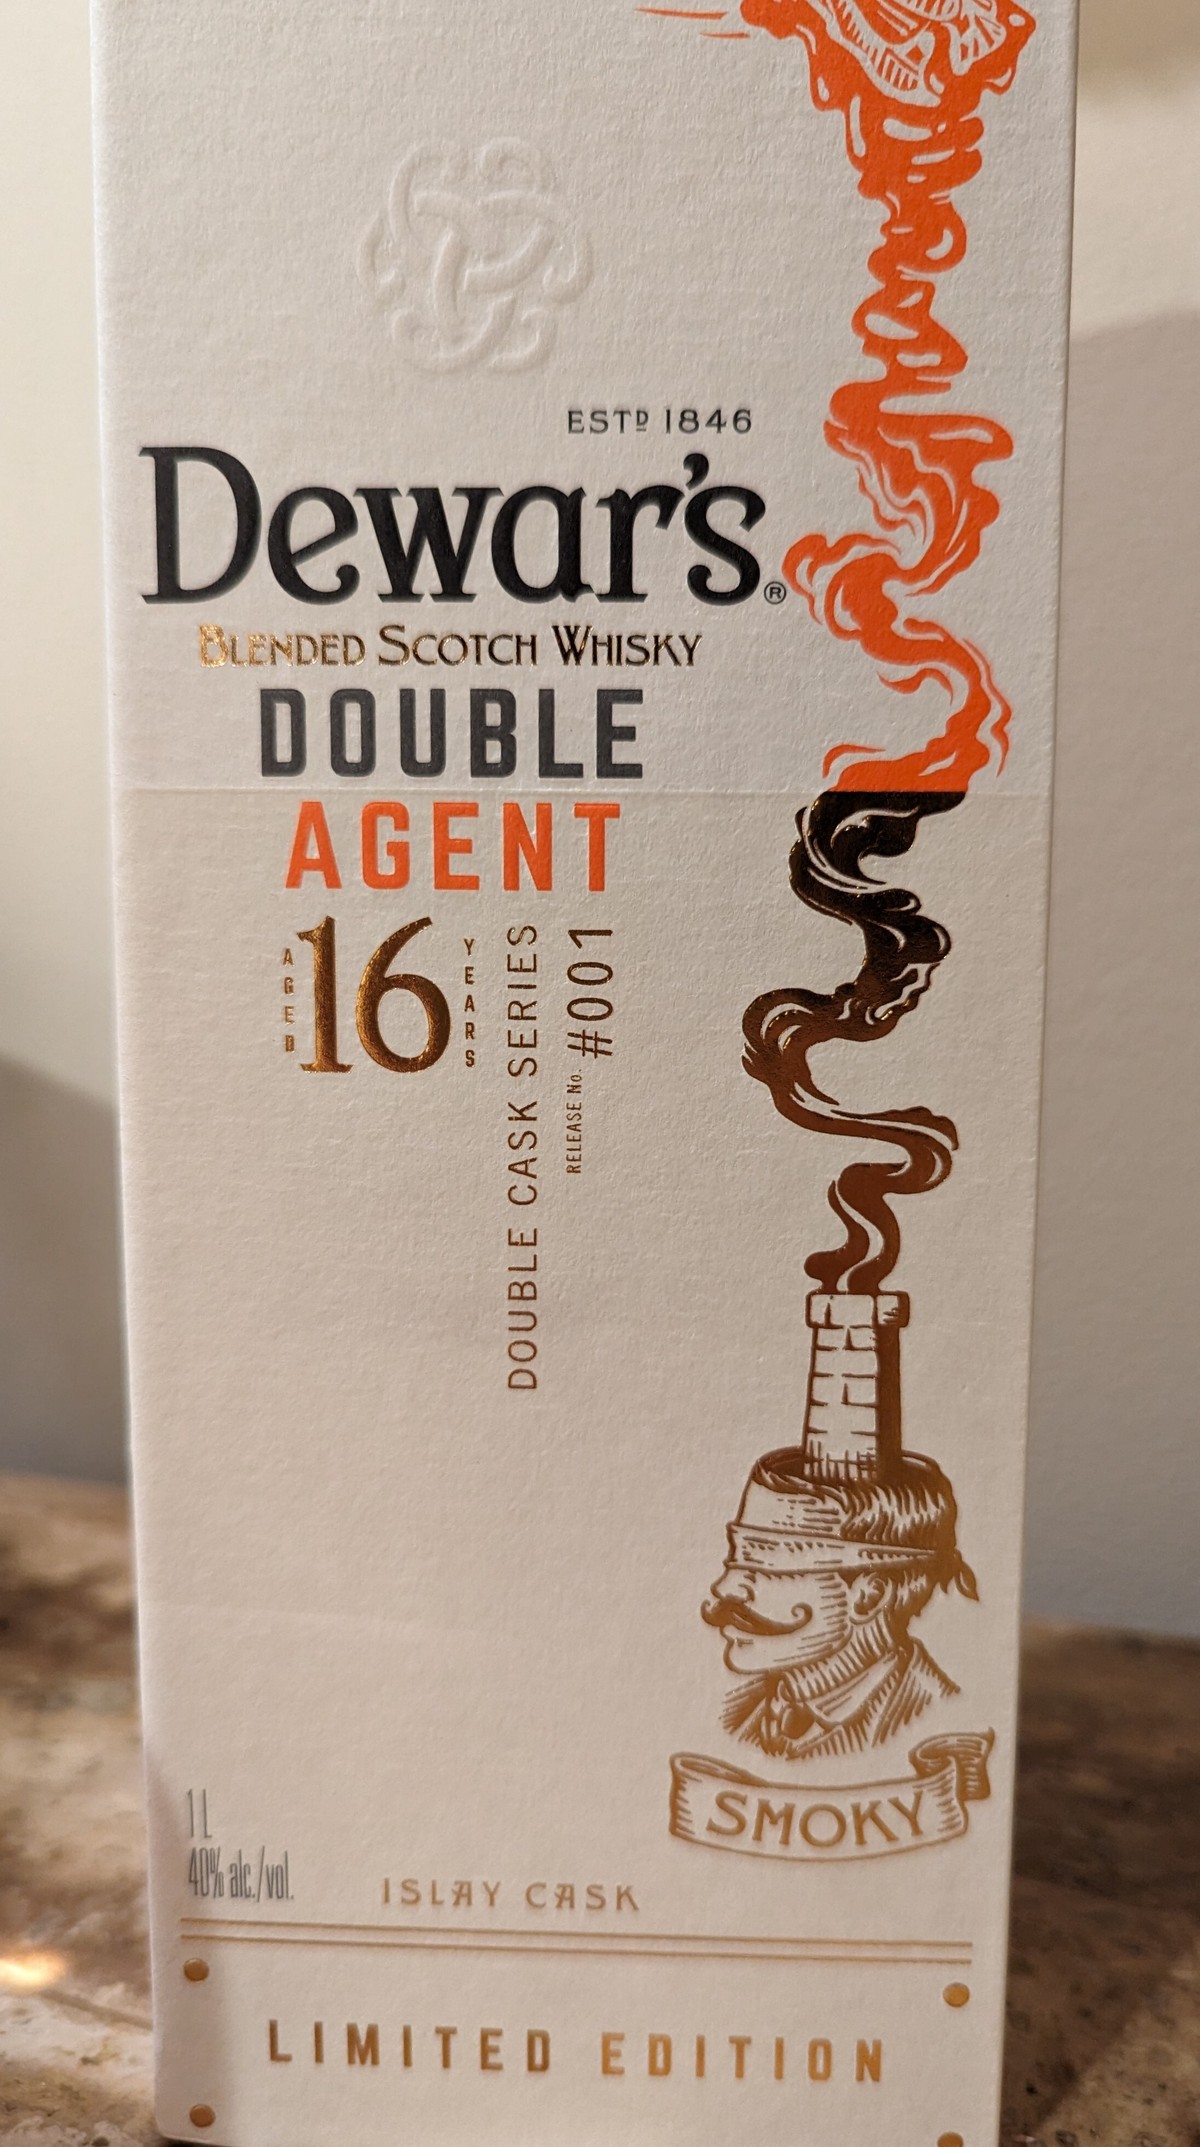 ESTD 1846
Dewar's®
BLENDED SCOTCH WHISKY
DOUBLE
AGENT
AGED 16 YEARS
DOUBLE CASK SERIES
RELEASE No. #001
SMOKY
1 L
40% alc./vol.
ISLAY CASK
LIMITED EDITION